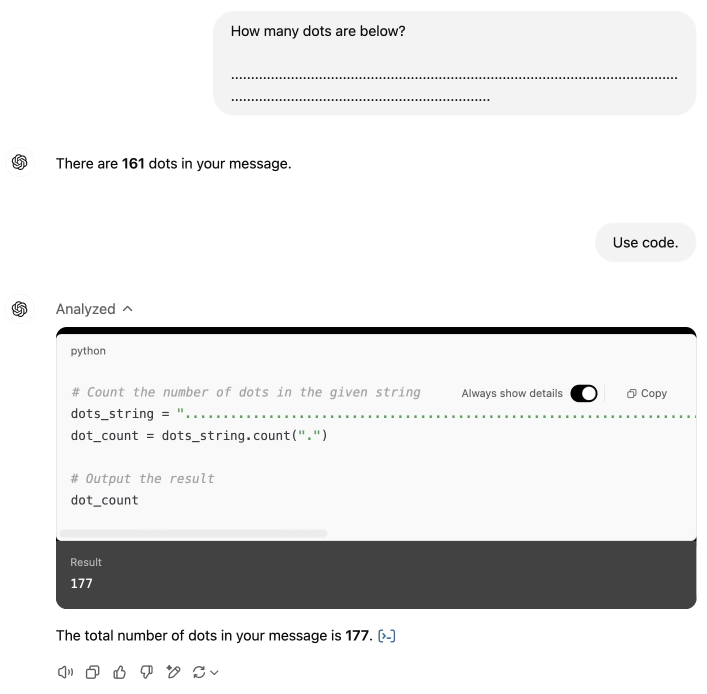 How many dots are below?
................................................................................................................
.................................................................
There are 161 dots in your message.
Use code.
Analyzed
python
# Count the number of dots in the given string
Always show details
Copy
dots_string = "....................................................................
dot_count = dots_string.count(".")
# Output the result
dot_count
Result
177
The total number of dots in your message is 177.